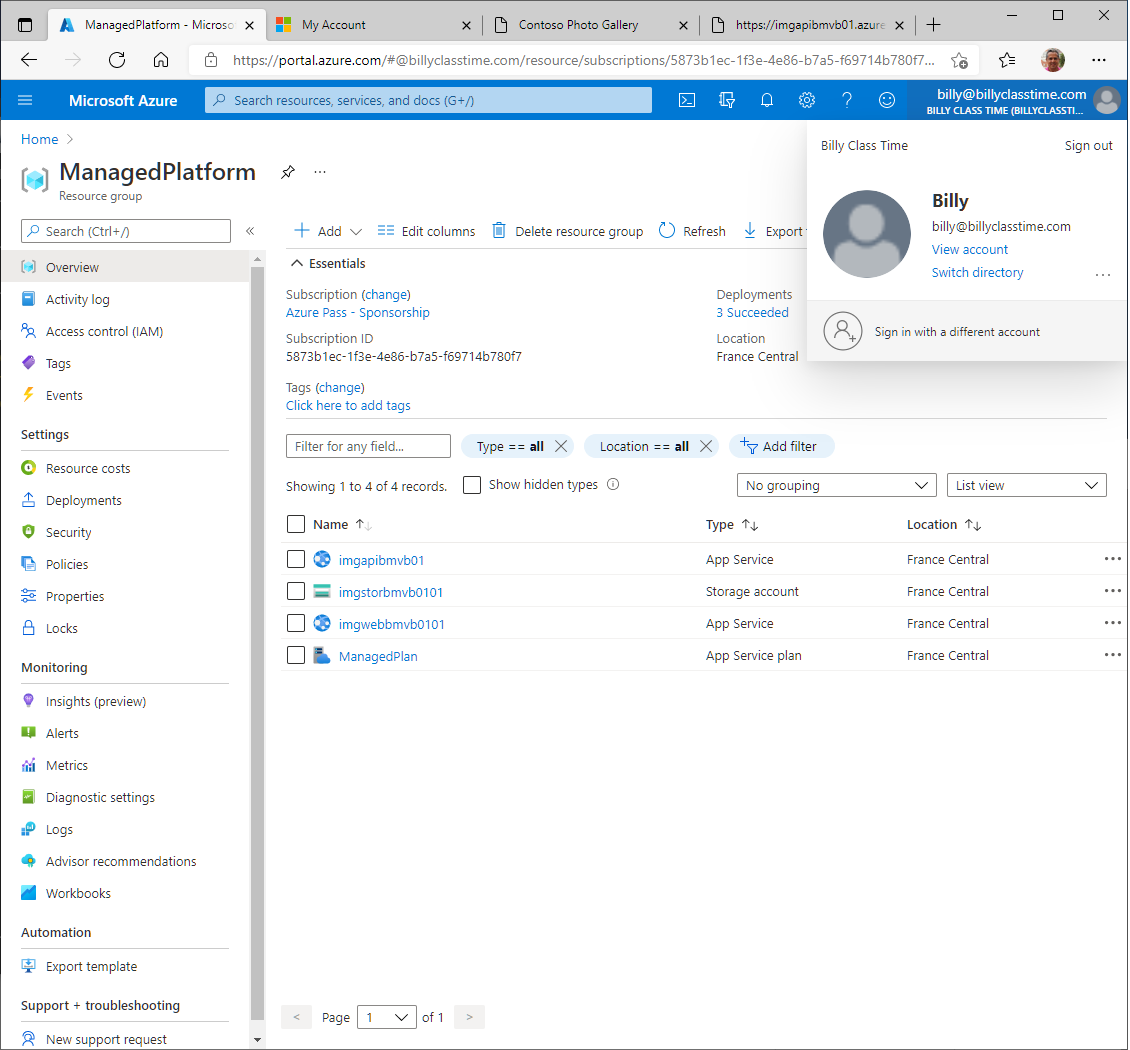 ManagedPlatform - Microso
My Account
Contoso Photo Gallery
https://imgapibmvb01.azure
https://portal.azure.com/#@billyclasstime.com/resource/subscriptions/5873b1ec-1f3e-4e86-b7a5-f69714b780f7...
Microsoft Azure
Search resources, services, and docs (G+/)
billy@billyclasstime.com
BILLY CLASS TIME (BILLYCLASSTI...
Home
ManagedPlatform
Resource group
Billy Class Time
Sign out
Billy
billy@billyclasstime.com
View account
Switch directory
Sign in with a different account
Search (Ctrl+/)
Overview
Activity log
Access control (IAM)
Tags
Events
Settings
Resource costs
Deployments
Security
Policies
Properties
Locks
Monitoring
Insights (preview)
Alerts
Metrics
Diagnostic settings
Logs
Advisor recommendations
Workbooks
Automation
Export template
Support + troubleshooting
New support request
Add
Edit columns
Delete resource group
Refresh
Export
Essentials
Subscription (change)
Azure Pass - Sponsorship
Subscription ID
5873b1ec-1f3e-4e86-b7a5-f69714b780f7
Tags (change)
Click here to add tags
Deployments
3 Succeeded
Location
France Central
Filter for any field...
Type == all
Location == all
Add filter
Showing 1 to 4 of 4 records.
Show hidden types
No grouping
List view
Name Type Location
imgapibmvb01 App Service France Central
imgstorbmvb0101 Storage account France Central
imgwebbmvb0101 App Service France Central
ManagedPlan App Service plan France Central
< Page 1 of 1 >